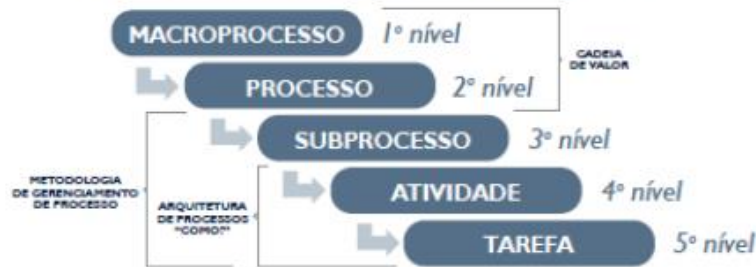 MACROPROCESSO 1º nível
CADEIA
DE VALOR
PROCESSO 2º nível
SUBPROCESSO 3º nível
METODOLOGIA
DE GERENCIAMENTO
DE PROCESSO
ATIVIDADE 4º nível
ARQUITETURA
DE PROCESSOS
"COMO?"
TAREFA 5º nível